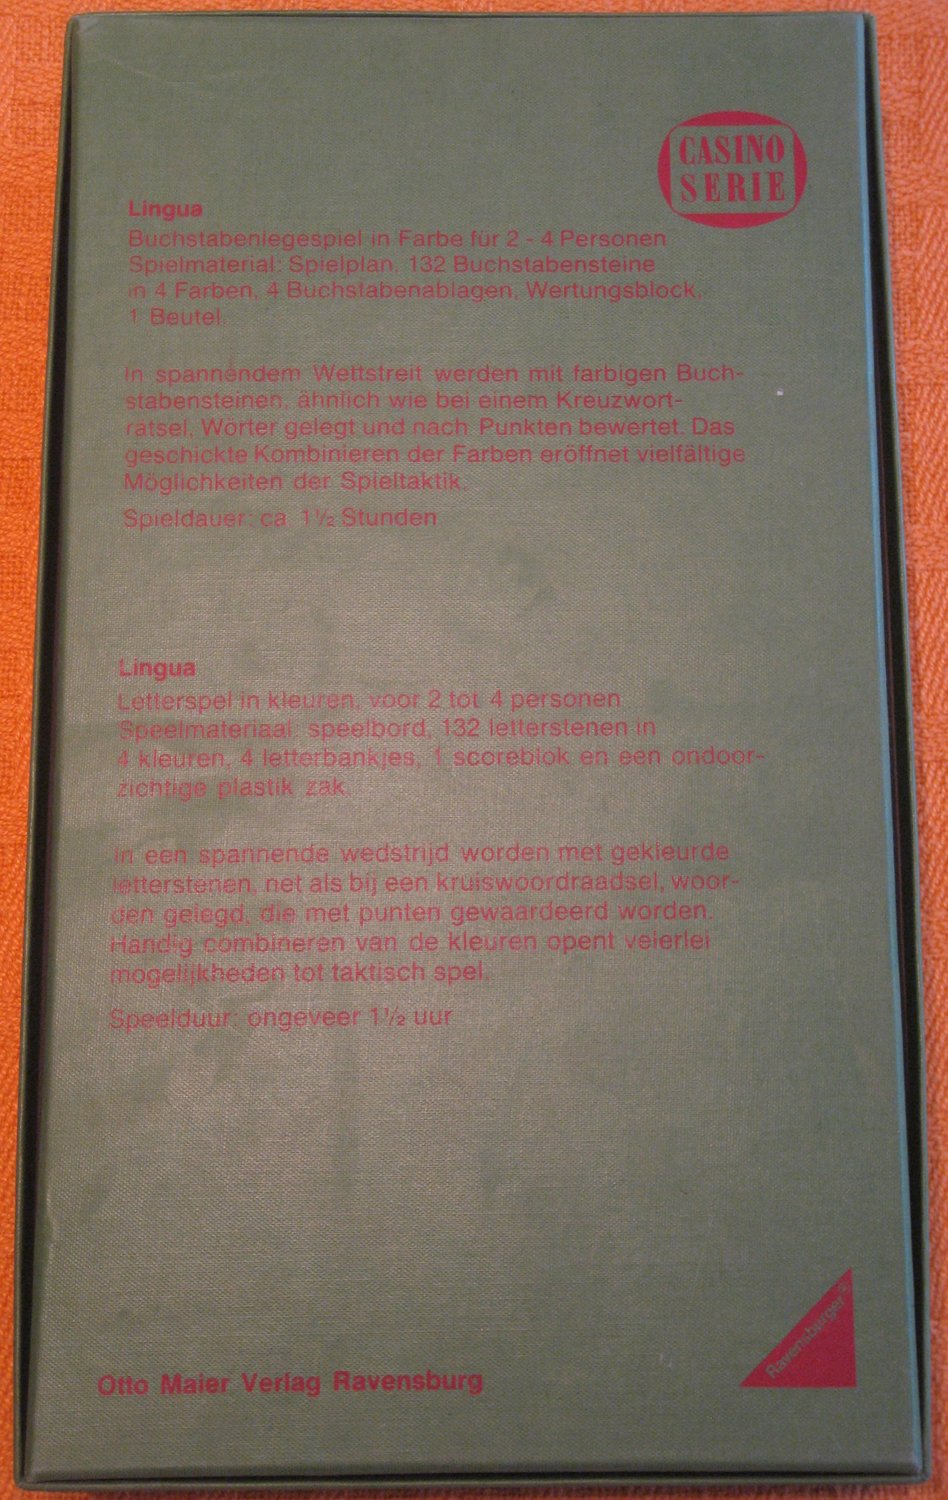 CASINO
SERIE
Lingua
Buchstabenlegespiel in Farbe für 2 - 4 Personen
Spielmaterial: Spielplan, 132 Buchstabensteine
in 4 Farben, 4 Buchstabenablagen, Wertungsblock,
1 Beutel.
In spannendem Wettstreit werden mit farbigen Buch-
stabensteinen, ähnlich wie bei einem Kreuzwort-
rätsel, Wörter gelegt und nach Punkten bewertet. Das
geschickte Kombinieren der Farben eröffnet vielfältige
Möglichkeiten der Spieltaktik.
Spieldauer: ca. 1½ Stunden
Lingua
Letterspel in kleuren, voor 2 tot 4 personen
Speelmateriaal: speelbord, 132 letterstenen in
4 kleuren, 4 letterbankjes, 1 scoreblok en een ondoor-
zichtige plastik zak.
In een spannende wedstrijd worden met gekleurde
letterstenen, net als bij een kruiswoordraadsel, woor-
den gelegd, die met punten gewaardeerd worden.
Handig combineren van de kleuren opent velerlei
mogelijkheden tot taktisch spel.
Speelduur: ongeveer 1½ uur
Ravensburger®
Otto Maier Verlag Ravensburg